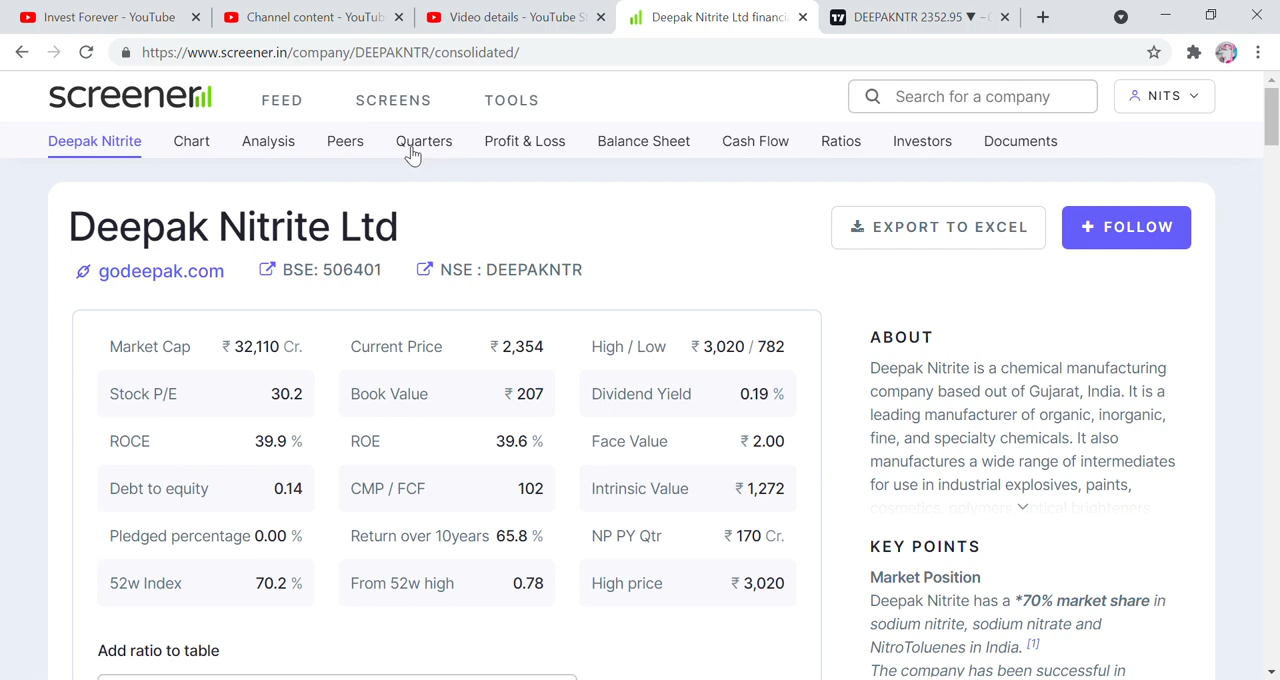 Invest Forever - YouTube
Channel content - YouTub
Video details - YouTube S
Deepak Nitrite Ltd financi
DEEPAKNTR 2352.95 ▼
https://www.screener.in/company/DEEPAKNTR/consolidated/
screener
FEED
SCREENS
TOOLS
Search for a company
NITS
Deepak Nitrite
Chart
Analysis
Peers
Quarters
Profit & Loss
Balance Sheet
Cash Flow
Ratios
Investors
Documents
Deepak Nitrite Ltd
EXPORT TO EXCEL
+ FOLLOW
godeepak.com
BSE: 506401
NSE : DEEPAKNTR
Market Cap ₹ 32,110 Cr.
Current Price ₹ 2,354
High / Low ₹ 3,020 / 782
Stock P/E 30.2
Book Value ₹ 207
Dividend Yield 0.19 %
ROCE 39.9 %
ROE 39.6 %
Face Value ₹ 2.00
Debt to equity 0.14
CMP / FCF 102
Intrinsic Value ₹ 1,272
Pledged percentage 0.00 %
Return over 10years 65.8 %
NP PY Qtr ₹ 170 Cr.
52w Index 70.2 %
From 52w high 0.78
High price ₹ 3,020
Add ratio to table
ABOUT
Deepak Nitrite is a chemical manufacturing
company based out of Gujarat, India. It is a
leading manufacturer of organic, inorganic,
fine, and specialty chemicals. It also
manufactures a wide range of intermediates
for use in industrial explosives, paints,
cosmetics, polymers, optical brighteners
KEY POINTS
Market Position
Deepak Nitrite has a *70% market share in
sodium nitrite, sodium nitrate and
NitroToluenes in India. [1]
The company has been successful in